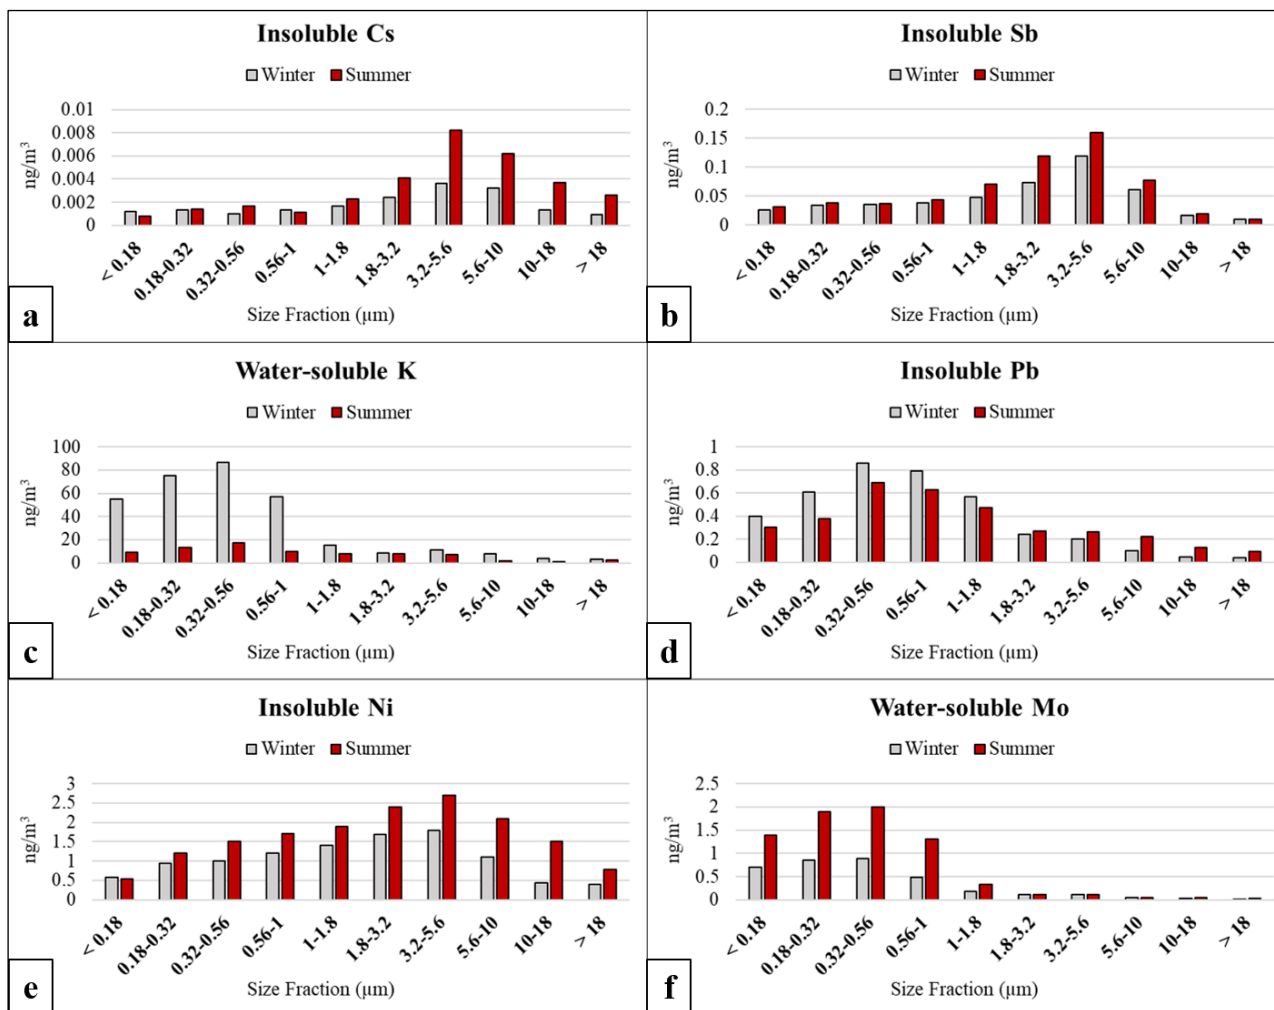 Insoluble Cs
Winter Summer
0.01
0.008
0.006
0.004
0.002
0
ng/m³
< 0.18 0.18-0.32 0.32-0.56 0.56-1 1-1.8 1.8-3.2 3.2-5.6 5.6-10 10-18 > 18
Size Fraction (µm)
a
Insoluble Sb
Winter Summer
0.2
0.15
0.1
0.05
0
ng/m³
< 0.18 0.18-0.32 0.32-0.56 0.56-1 1-1.8 1.8-3.2 3.2-5.6 5.6-10 10-18 > 18
Size Fraction (µm)
b
Water-soluble K
Winter Summer
100
80
60
40
20
0
ng/m³
< 0.18 0.18-0.32 0.32-0.56 0.56-1 1-1.8 1.8-3.2 3.2-5.6 5.6-10 10-18 > 18
Size Fraction (µm)
c
Insoluble Pb
Winter Summer
1
0.8
0.6
0.4
0.2
0
ng/m³
< 0.18 0.18-0.32 0.32-0.56 0.56-1 1-1.8 1.8-3.2 3.2-5.6 5.6-10 10-18 > 18
Size Fraction (µm)
d
Insoluble Ni
Winter Summer
3
2.5
2
1.5
1
0.5
0
ng/m³
< 0.18 0.18-0.32 0.32-0.56 0.56-1 1-1.8 1.8-3.2 3.2-5.6 5.6-10 10-18 > 18
Size Fraction (µm)
e
Water-soluble Mo
Winter Summer
2.5
2
1.5
1
0.5
0
ng/m³
< 0.18 0.18-0.32 0.32-0.56 0.56-1 1-1.8 1.8-3.2 3.2-5.6 5.6-10 10-18 > 18
Size Fraction (µm)
f